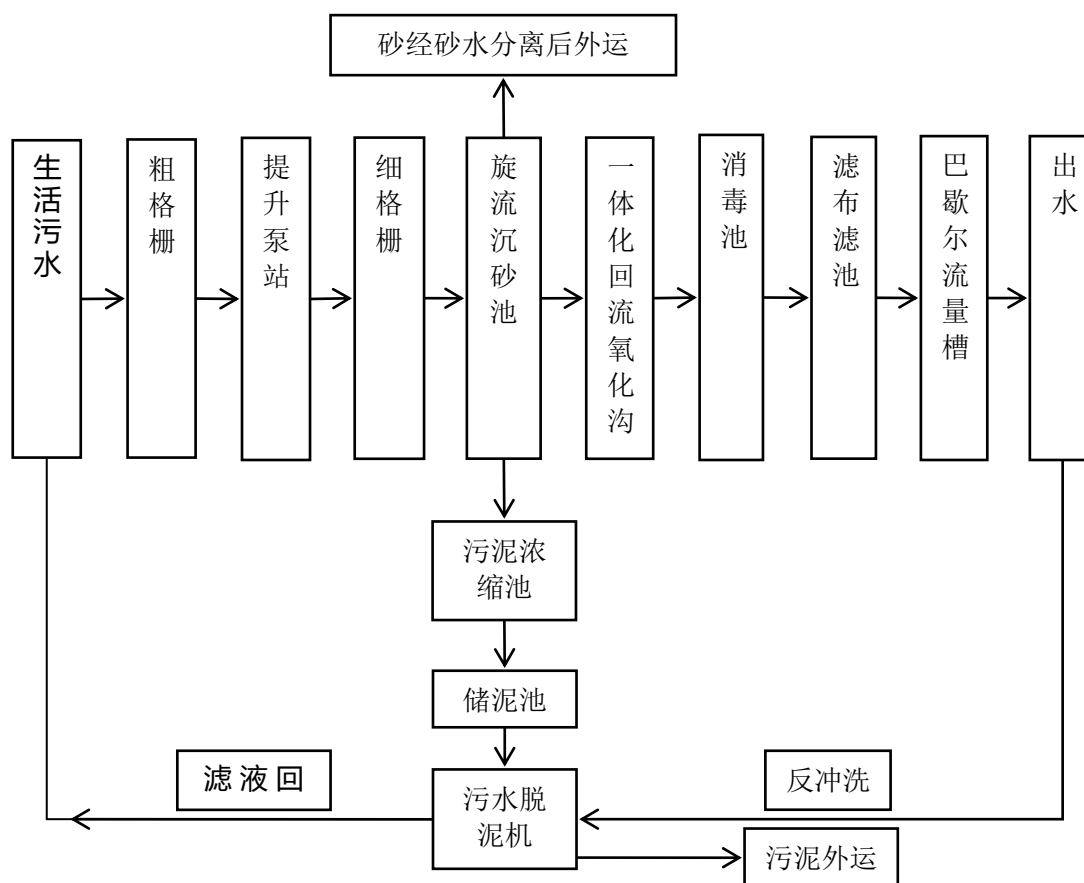 砂经砂水分离后外运
生活污水
粗格栅
提升泵站
细格栅
旋流沉砂池
一体化回流氧化沟
消毒池
滤布滤池
巴歇尔流量槽
出水
污泥浓
缩池
储泥池
滤液回
反冲洗
污水脱
泥机
污泥外运